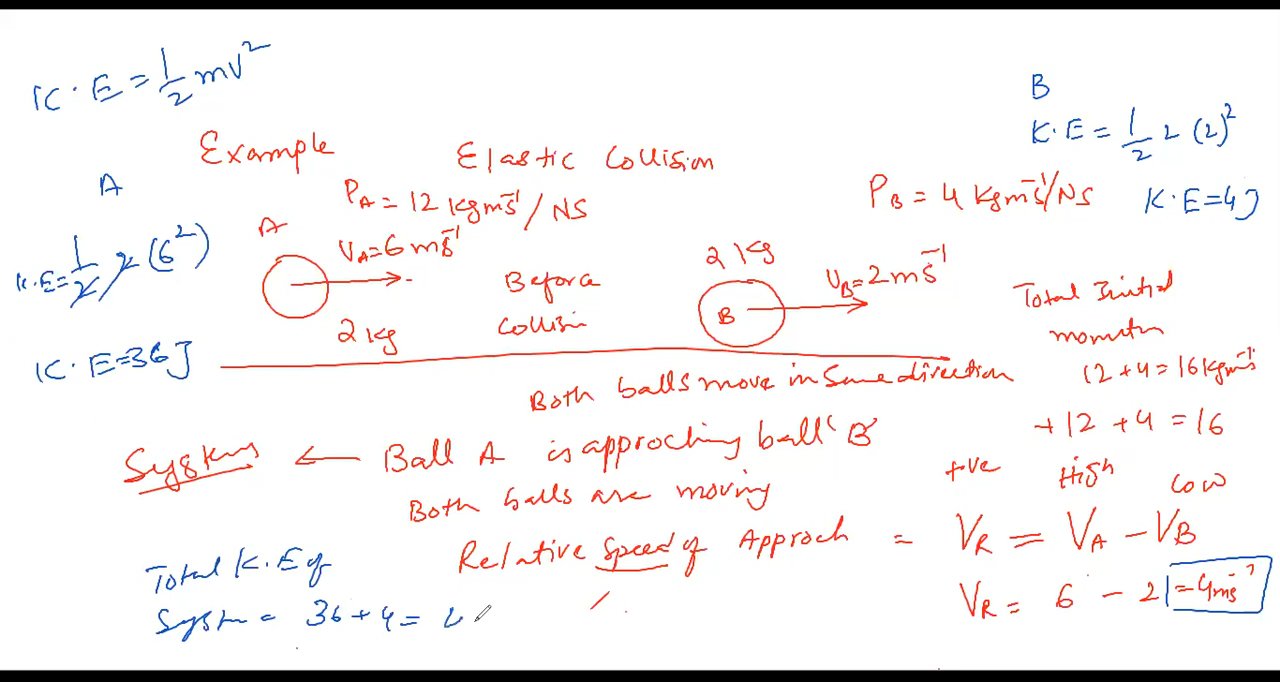 K.E = 1/2 mv²
Example
Elastic Collision
A
P_A = 12 kgms⁻¹/NS
A
V_A = 6 ms⁻¹
K.E = 1/2 2 (6²)
2 kg
K.E = 36J
Before
B
K.E = 1/2 2 (2)²
P_B = 4 kgms⁻¹/NS
K.E = 4J
2 kg
V_B = 2 ms⁻¹
B
Total Initial
12 + 4 = 16 kgms⁻¹
+12 + 4 = 16
Both balls move in Same direction
System ← Ball A is approching ball 'B'
Both balls are moving
+ve High Low
Relative Speed of Approch = V_R = V_A − V_B
V_R = 6 − 2 = 4 ms⁻¹
Total K.E of
System = 36 + 4 =